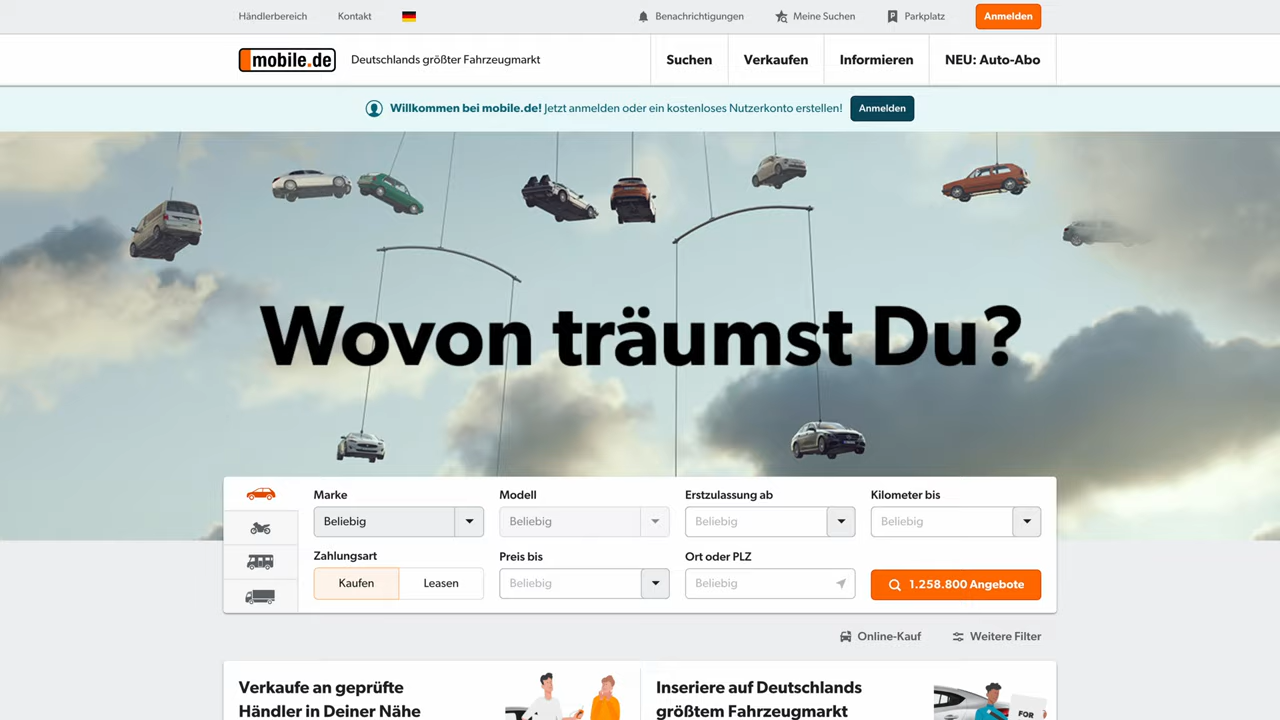 Händlerbereich Kontakt Benachrichtigungen Meine Suchen Parkplatz Anmelden
mobile.de Deutschlands größter Fahrzeugmarkt Suchen Verkaufen Informieren NEU: Auto-Abo
Willkommen bei mobile.de! Jetzt anmelden oder ein kostenloses Nutzerkonto erstellen! Anmelden
Wovon träumst Du?
Marke Modell Erstzulassung ab Kilometer bis
Beliebig Beliebig Beliebig Beliebig
Zahlungsart Preis bis Ort oder PLZ
Kaufen Leasen Beliebig Beliebig 1.258.800 Angebote
Online-Kauf Weitere Filter
Verkaufe an geprüfte
Händler in Deiner Nähe
Inseriere auf Deutschlands
größtem Fahrzeugmarkt
FOR